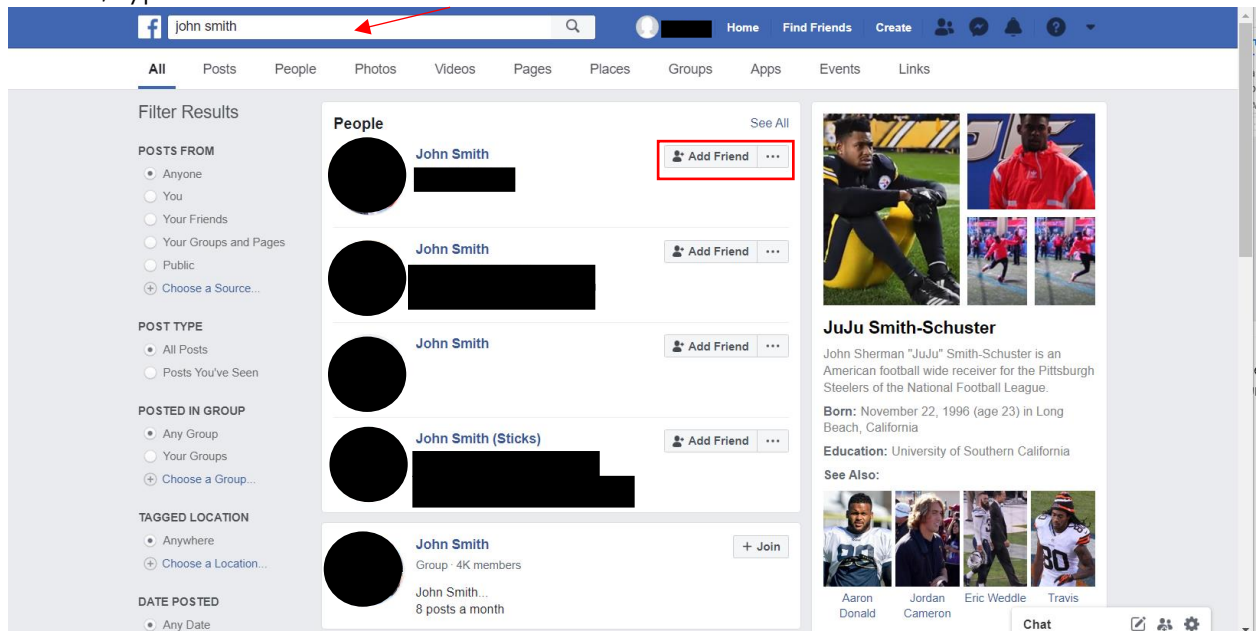 john smith
Home
Find Friends
Create
All
Posts
People
Photos
Videos
Pages
Places
Groups
Apps
Events
Links
Filter Results
POSTS FROM
Anyone
You
Your Friends
Your Groups and Pages
Public
Choose a Source...
POST TYPE
All Posts
Posts You've Seen
POSTED IN GROUP
Any Group
Your Groups
Choose a Group...
TAGGED LOCATION
Anywhere
Choose a Location...
DATE POSTED
Any Date
People
See All
John Smith
Add Friend
John Smith
Add Friend
John Smith
Add Friend
John Smith (Sticks)
Add Friend
John Smith
+ Join
Group · 4K members
John Smith...
8 posts a month
JuJu Smith-Schuster
John Sherman "JuJu" Smith-Schuster is an
American football wide receiver for the Pittsburgh
Steelers of the National Football League.
Born: November 22, 1996 (age 23) in Long
Beach, California
Education: University of Southern California
See Also:
Aaron
Donald
Jordan
Cameron
Eric Weddle
Travis
Chat